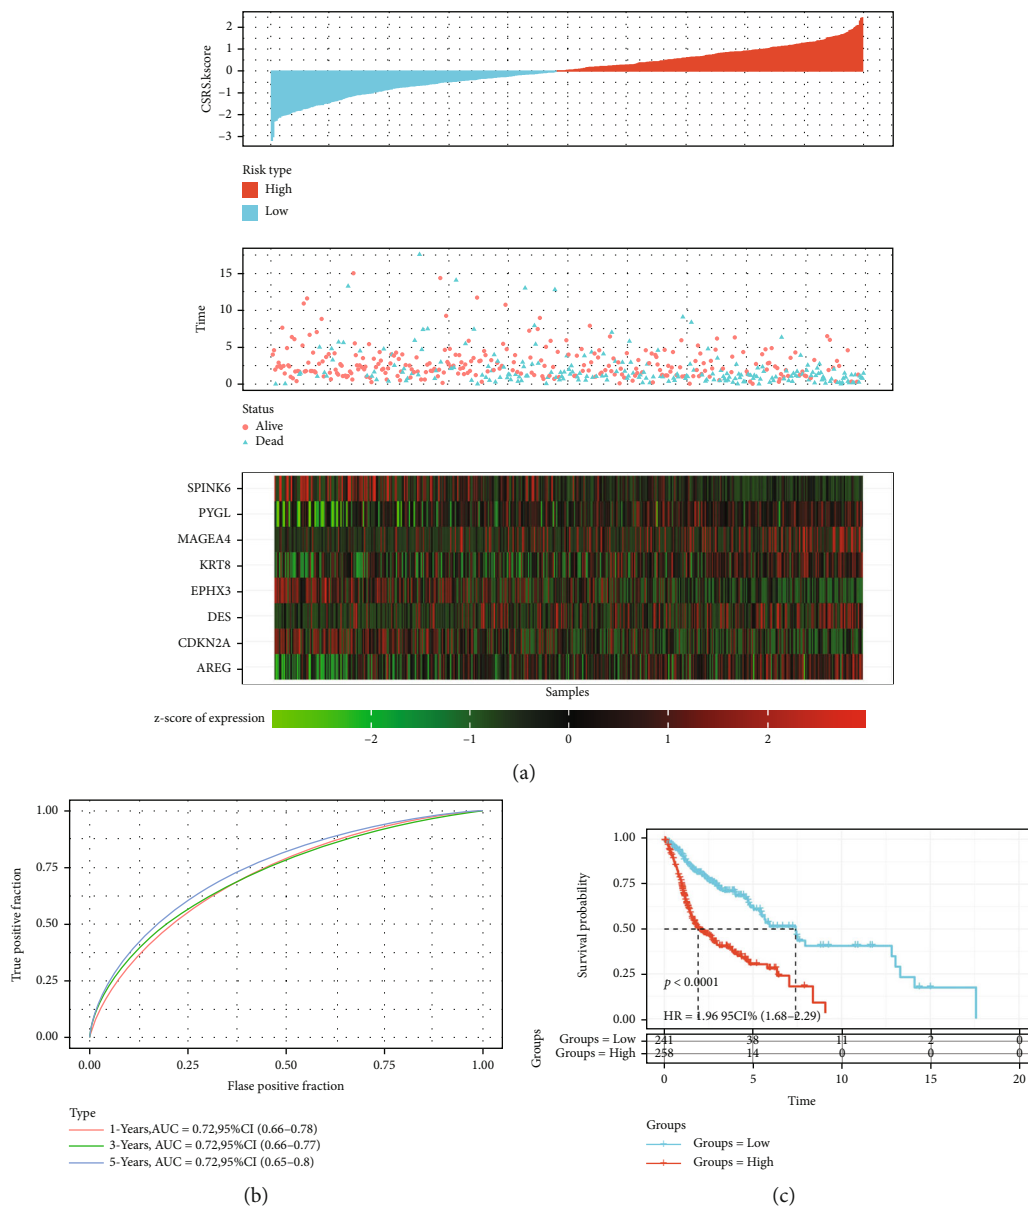 2
1
0
−1
−2
−3
CSRS.kscore
Risk type
High
Low
15
10
5
0
Time
Status
Alive
Dead
SPINK6
PYGL
MAGEA4
KRT8
EPHX3
DES
CDKN2A
AREG
Samples
z-score of expression
−2 −1 0 1 2
(a)
1.00
0.75
0.50
0.25
0.00
True positive fraction
0.00 0.25 0.50 0.75 1.00
Flase positive fraction
Type
1-Years,AUC = 0.72,95%CI (0.66–0.78)
3-Years, AUC = 0.72,95%CI (0.66–0.77)
5-Years, AUC = 0.72,95%CI (0.65–0.8)
(b)
1.00
0.75
0.50
0.25
0.00
Survival probability
p < 0.0001
HR = 1.96 95CI% (1.68–2.29)
Groups
Groups = Low 241 38 11 2 0
Groups = High 258 14 0 0 0
0 5 10 15 20
Time
Groups
Groups = Low
Groups = High
(c)